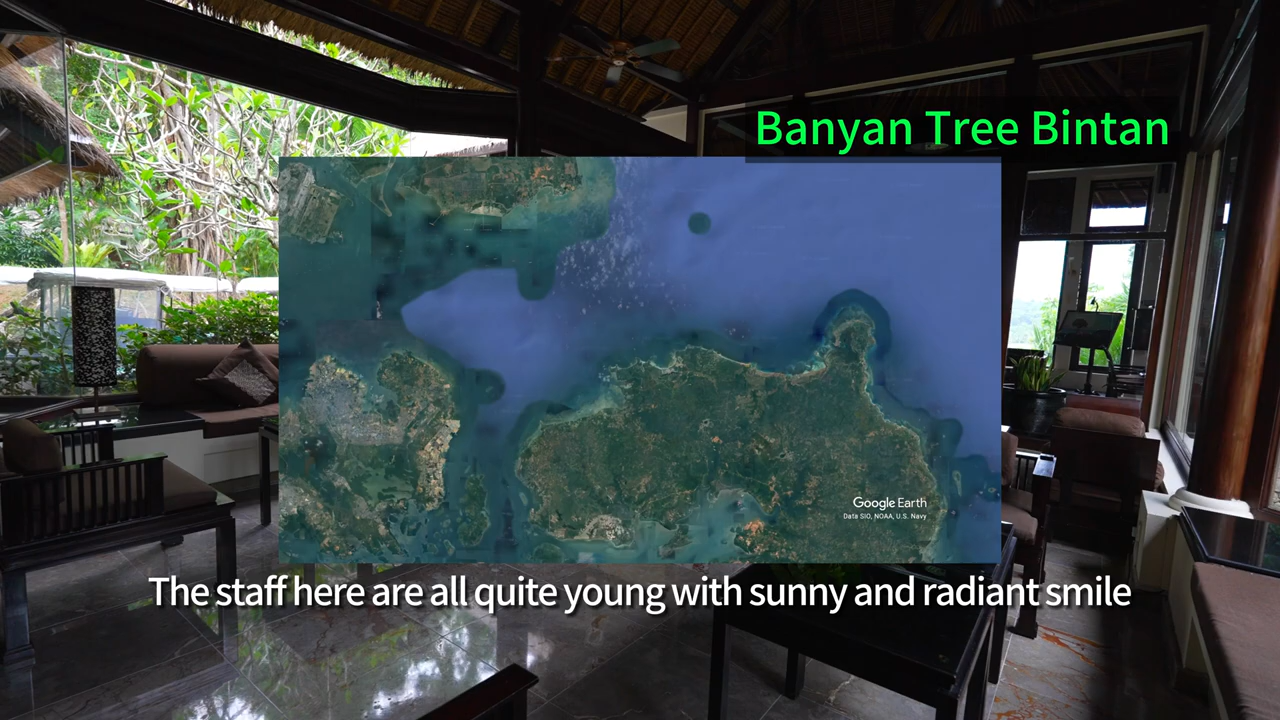 Banyan Tree Bintan
Google Earth
Data SIO, NOAA, U.S. Navy
The staff here are all quite young with sunny and radiant smile